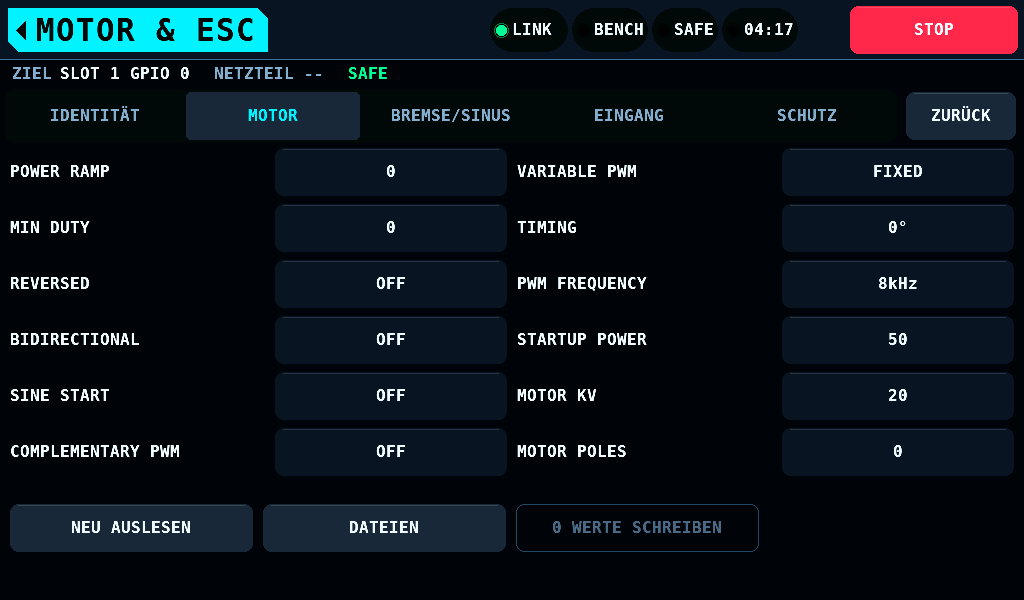 MOTOR & ESC LINK BENCH SAFE 04:17 STOP
ZIEL SLOT 1 GPIO 0 NETZTEIL -- SAFE
IDENTITÄT MOTOR BREMSE/SINUS EINGANG SCHUTZ ZURÜCK
POWER RAMP 0 VARIABLE PWM FIXED
MIN DUTY 0 TIMING 0°
REVERSED OFF PWM FREQUENCY 8kHz
BIDIRECTIONAL OFF STARTUP POWER 50
SINE START OFF MOTOR KV 20
COMPLEMENTARY PWM OFF MOTOR POLES 0
NEU AUSLESEN DATEIEN 0 WERTE SCHREIBEN